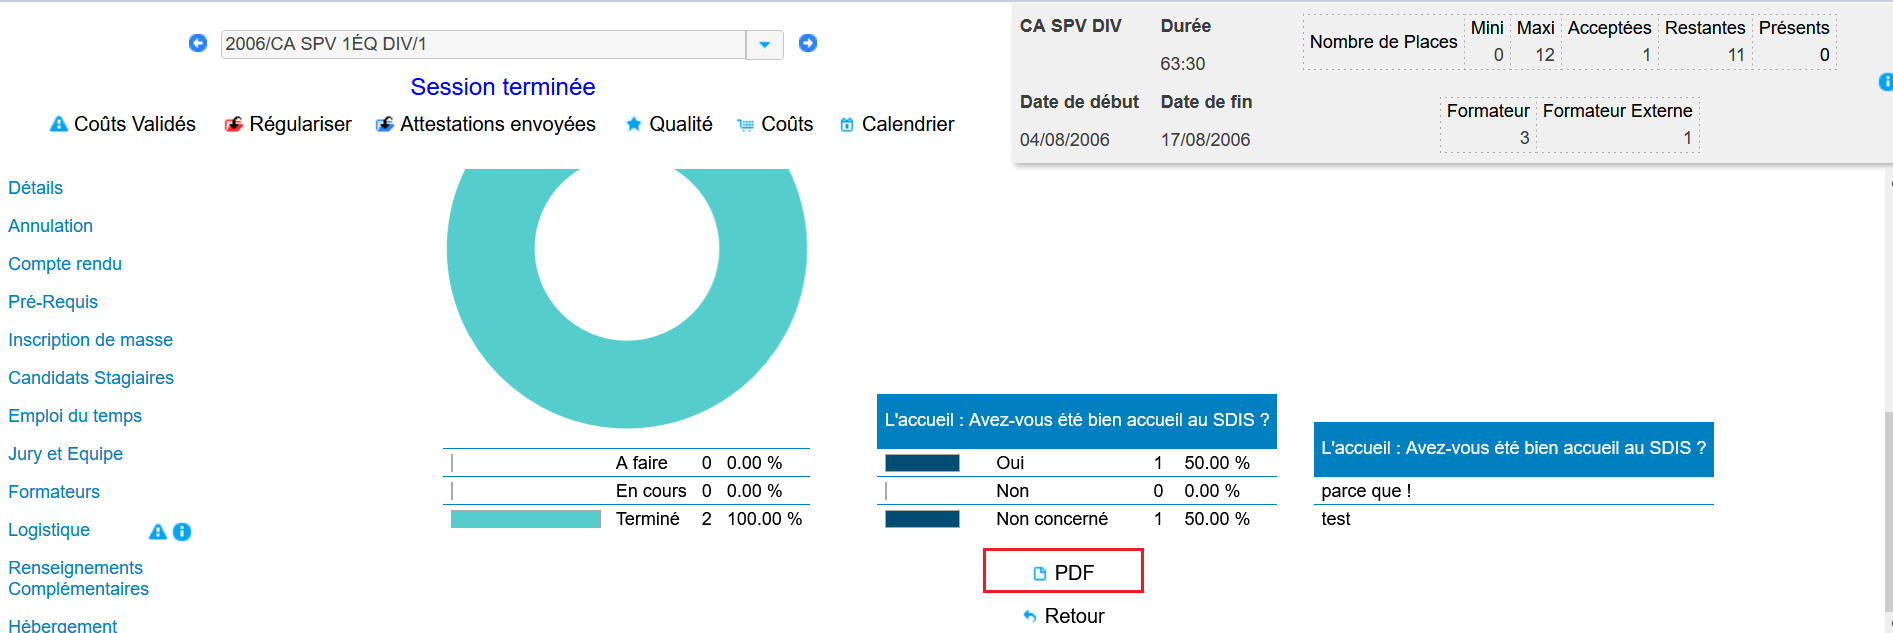 2006/CA SPV 1ÉQ DIV/1
Session terminée
Coûts Validés Régulariser Attestations envoyées Qualité Coûts Calendrier
CA SPV DIV Durée
63:30
Date de début Date de fin
04/08/2006 17/08/2006
Nombre de Places Mini Maxi Acceptées Restantes Présents
0 12 1 11 0
Formateur Formateur Externe
3 1
Détails
Annulation
Compte rendu
Pré-Requis
Inscription de masse
Candidats Stagiaires
Emploi du temps
Jury et Equipe
Formateurs
Logistique
Renseignements
Complémentaires
Hébergement
A faire 0 0.00 %
En cours 0 0.00 %
Terminé 2 100.00 %
L'accueil : Avez-vous été bien accueil au SDIS ?
Oui 1 50.00 %
Non 0 0.00 %
Non concerné 1 50.00 %
L'accueil : Avez-vous été bien accueil au SDIS ?
parce que !
test
PDF
Retour